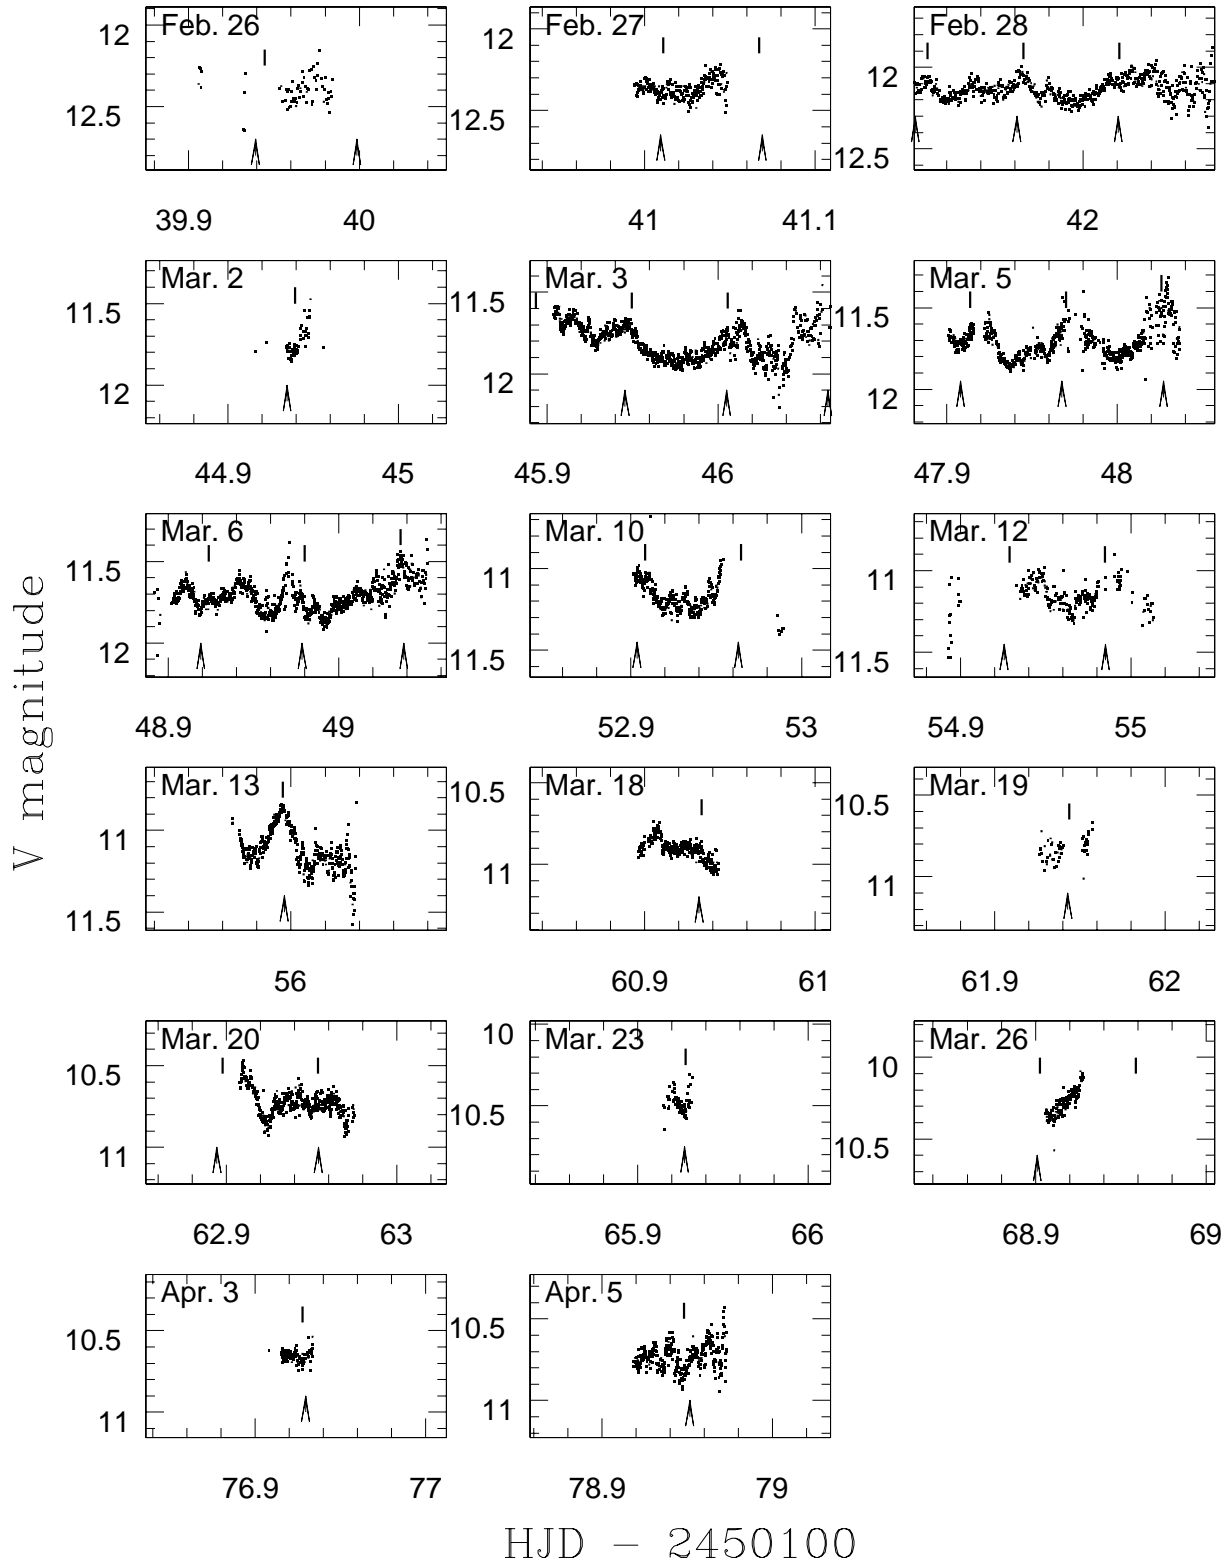 Feb. 26
Feb. 27
Feb. 28
12
12.5
12
12.5
12
12.5
39.9 40
41 41.1
42
Mar. 2
Mar. 3
Mar. 5
11.5
12
11.5
12
11.5
12
44.9 45
45.9 46
47.9 48
Mar. 6
Mar. 10
Mar. 12
11.5
12
11
11.5
11
11.5
48.9 49
52.9 53
54.9 55
V magnitude
Mar. 13
Mar. 18
Mar. 19
11
11.5
10.5
11
10.5
11
56
60.9 61
61.9 62
Mar. 20
Mar. 23
Mar. 26
10.5
11
10
10.5
10
10.5
62.9 63
65.9 66
68.9 69
Apr. 3
Apr. 5
10.5
11
10.5
11
76.9 77
78.9 79
HJD - 2450100